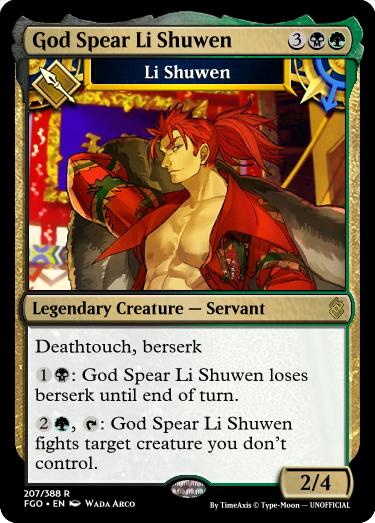 God Spear Li Shuwen 3
Li Shuwen
Legendary Creature — Servant
Deathtouch, berserk
1: God Spear Li Shuwen loses
berserk until end of turn.
2, : God Spear Li Shuwen
fights target creature you don't
control.
2/4
207/388 R
FGO • EN Wada Arco
By TimeAxis © Type-Moon — UNOFFICIAL